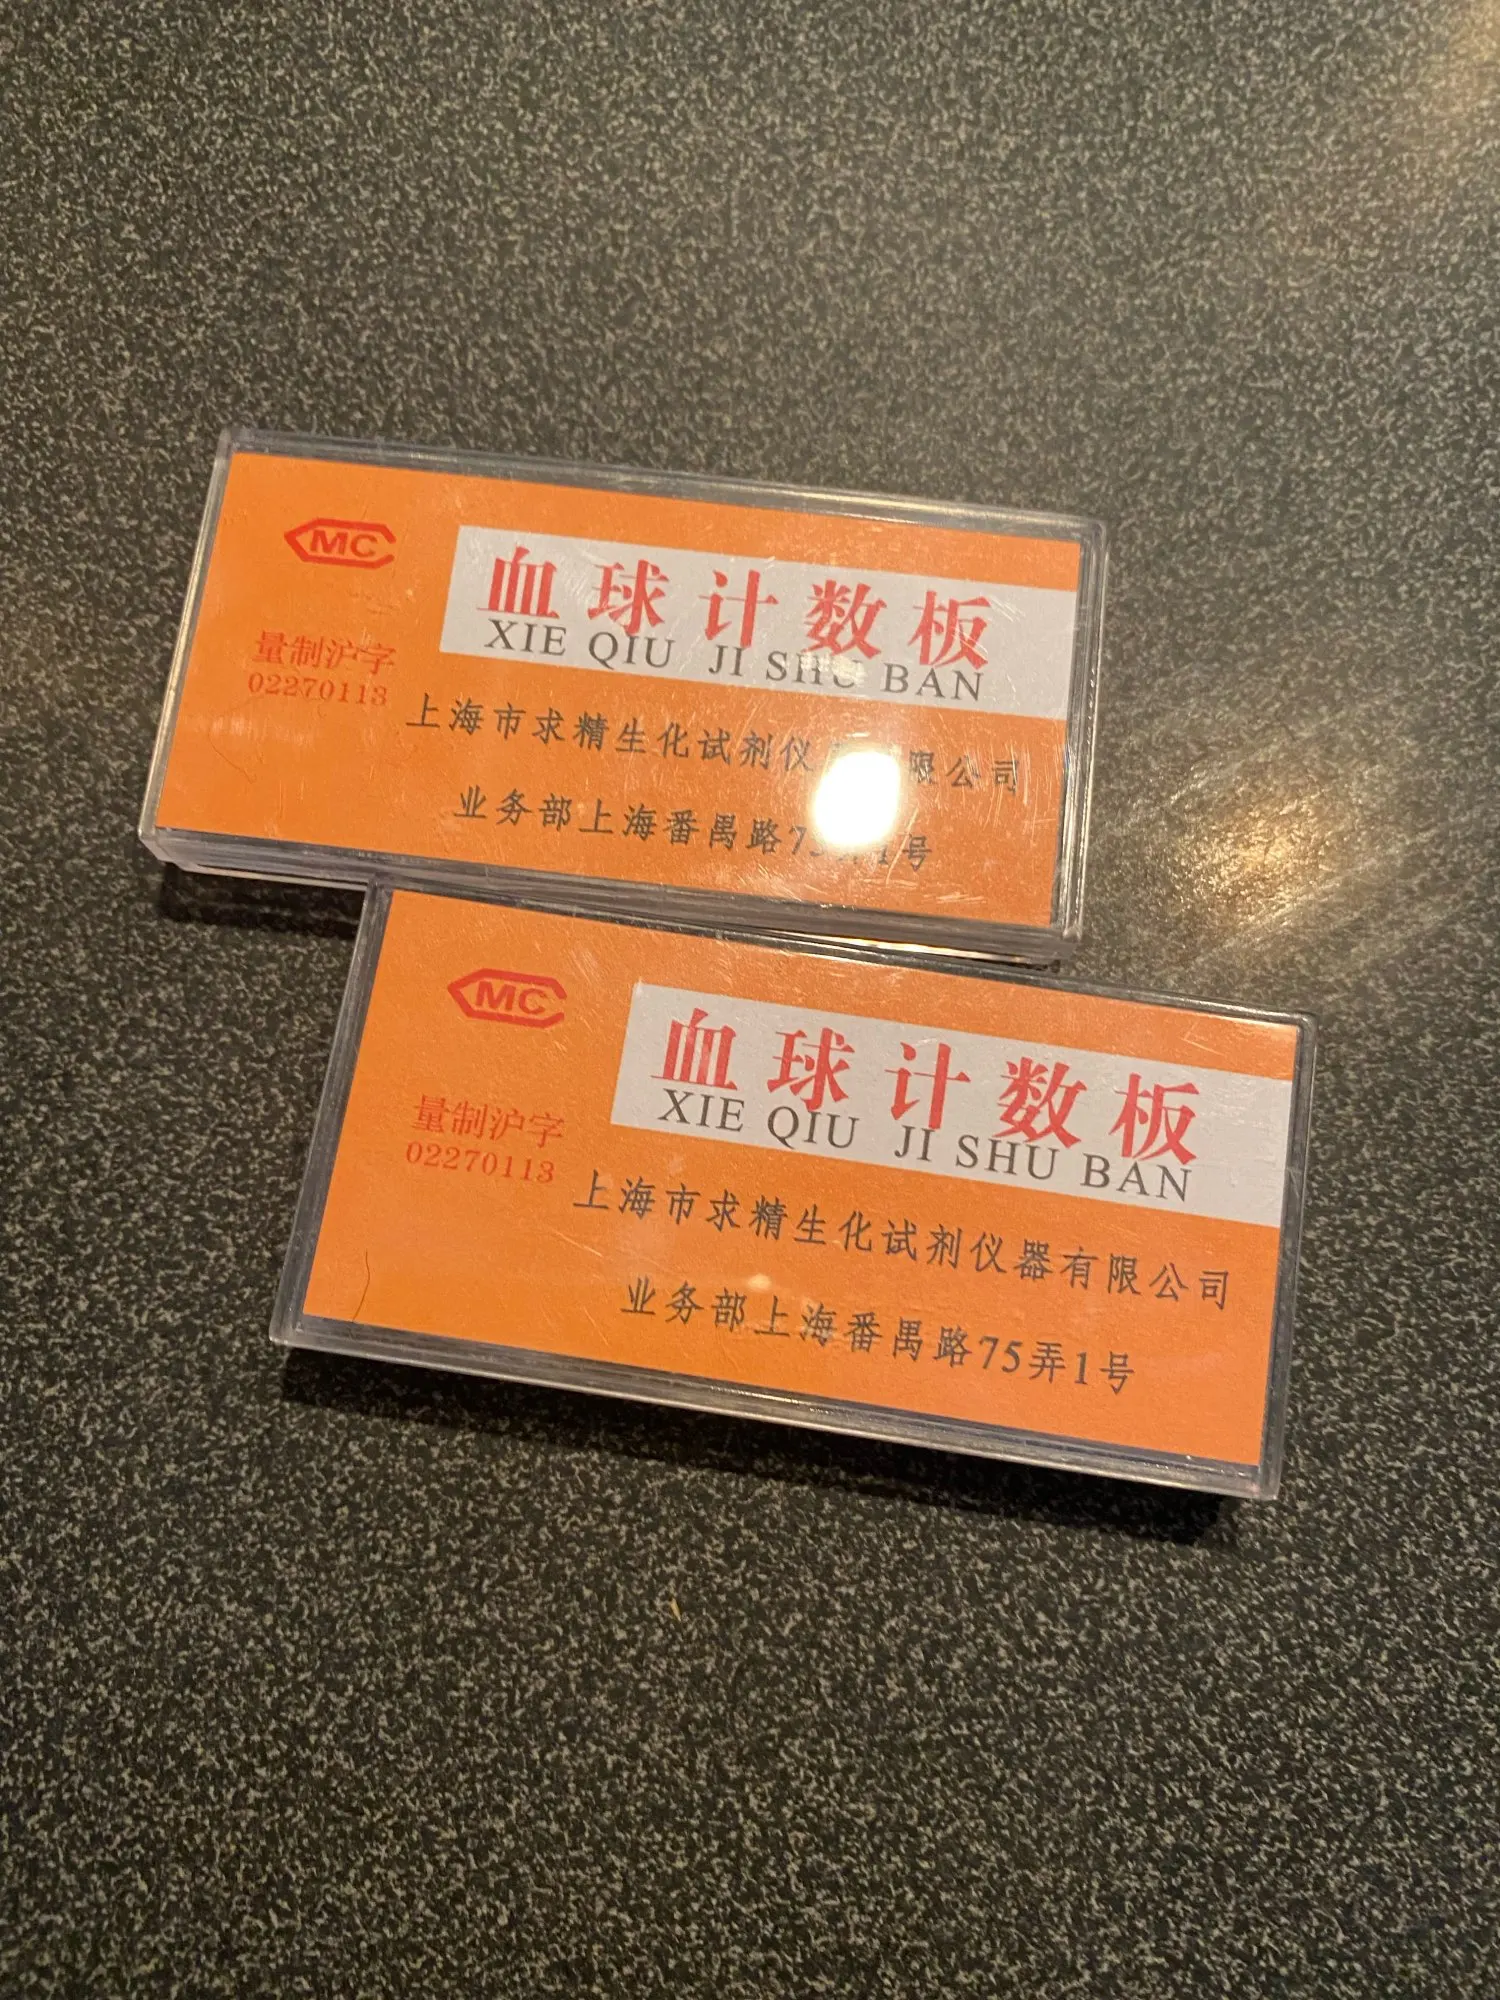 MC
血球计数板
XIE QIU JI SHU BAN
量制沪字
02270113
上海市求精生化试剂仪 限公司
业务部上海番禺路7 1号
MC
血球计数板
XIE QIU JI SHU BAN
量制沪字
02270113
上海市求精生化试剂仪器有限公司
业务部上海番禺路75弄1号